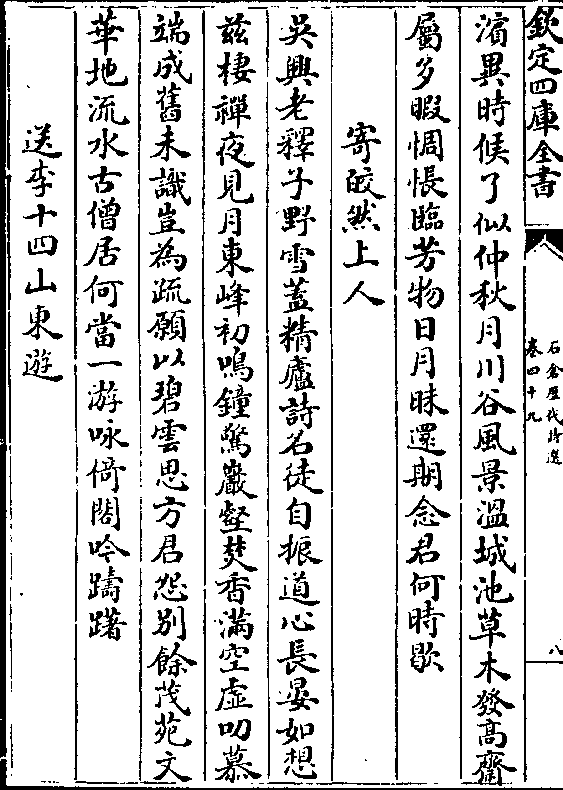 欽定四庫全書
石倉歷代詩選
卷四十九
八
濱異時候了似仲秋月川谷風景溫城池草木發高齋
屬多暇惆悵臨芳物日月昧還期念君何時歇
寄皎然上人
吳興老釋子野雪蓋精廬詩名徒自振道心長晏如想
茲棲禪夜見月東峰初鳴鐘驚巖壑焚香滿空虛叨慕
端成舊未識豈為疏願以碧雲思方君怨別餘茂苑文
華地流水古僧居何當一游咏倚閣吟躊躇
送李十四山東遊